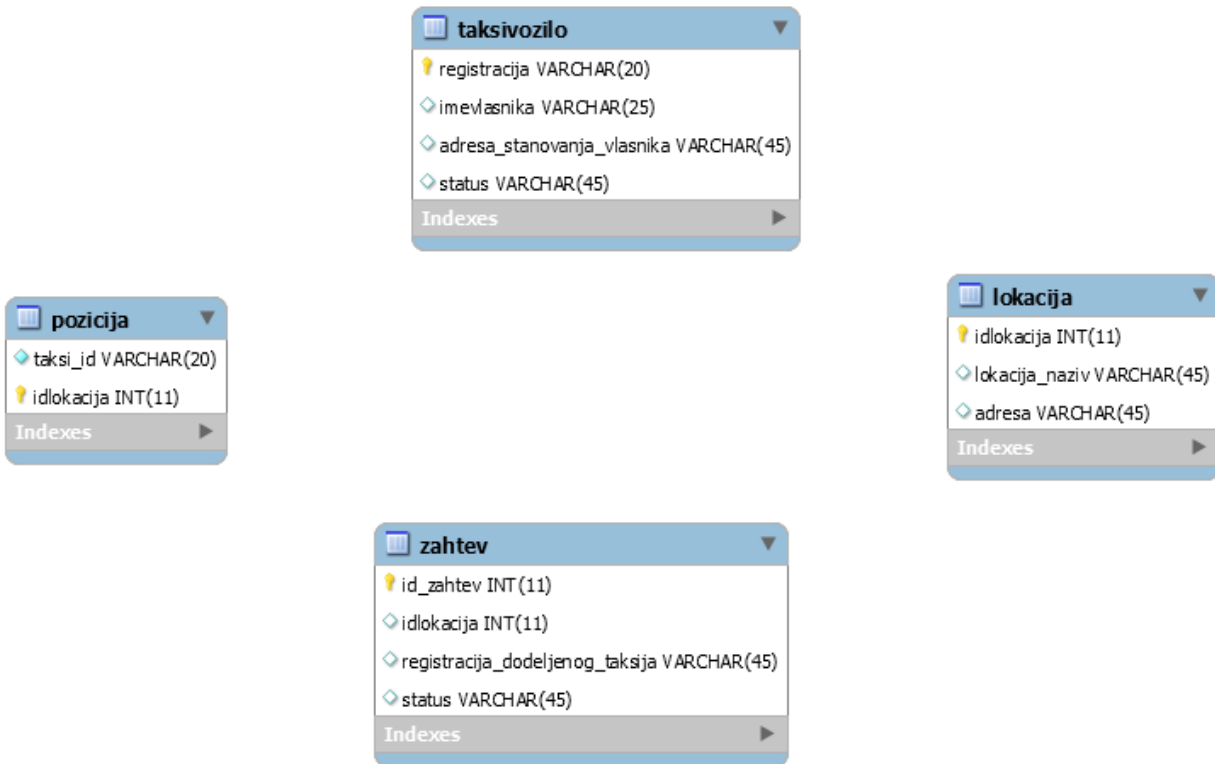 taksivozilo
registracija VARCHAR(20)
imevlasnika VARCHAR(25)
adresa_stanovanja_vlasnika VARCHAR(45)
status VARCHAR(45)
Indexes
pozicija
taksi_id VARCHAR(20)
idlokacija INT(11)
Indexes
lokacija
idlokacija INT(11)
lokacija_naziv VARCHAR(45)
adresa VARCHAR(45)
Indexes
zahtev
id_zahtev INT(11)
idlokacija INT(11)
registracija_dodeljenog_taksija VARCHAR(45)
status VARCHAR(45)
Indexes